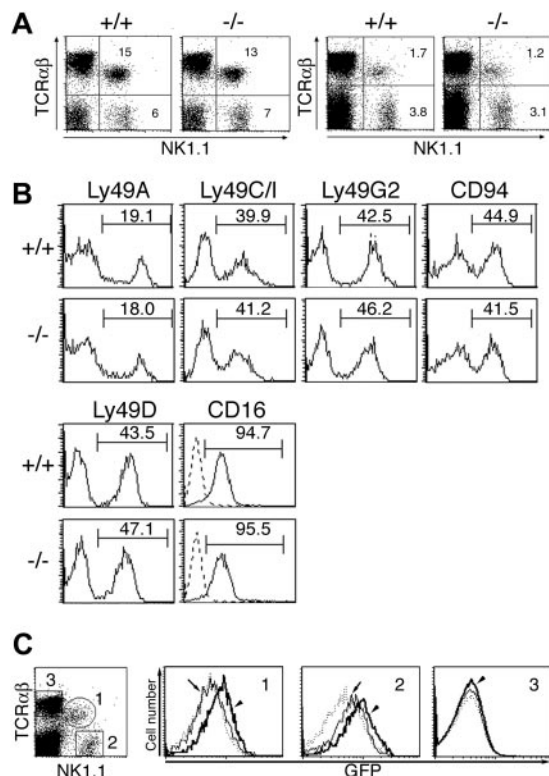 A
+/+ -/- +/+ -/-
TCRαβ
15
6
13
7
1.7
3.8
1.2
3.1
NK1.1 NK1.1
B
Ly49A Ly49C/I Ly49G2 CD94
+/+
19.1 39.9 42.5 44.9
-/-
18.0 41.2 46.2 41.5
Ly49D CD16
+/+
43.5 94.7
-/-
47.1 95.5
C
TCRαβ
3
1
2
NK1.1
Cell number
1 2 3
GFP